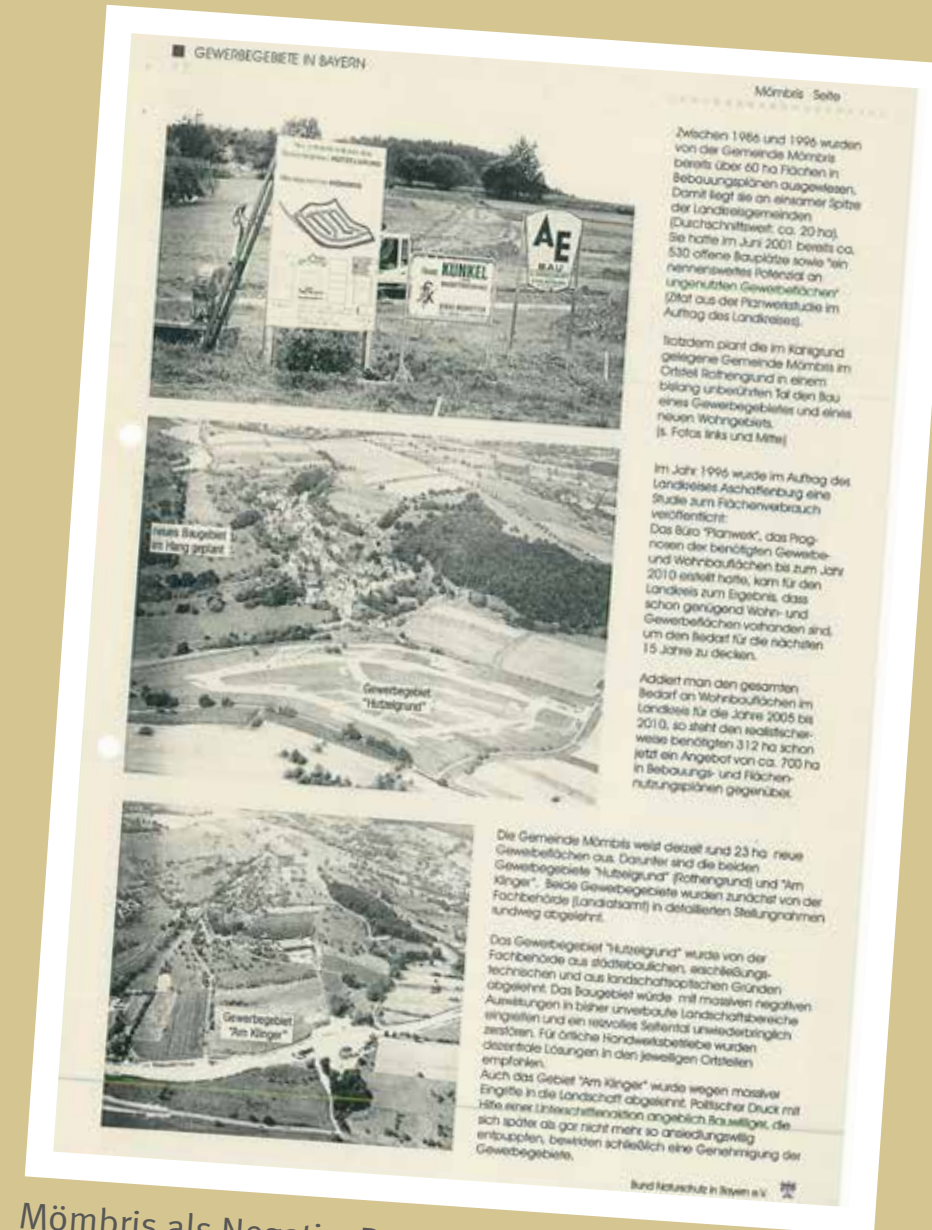 GEWERBEGEBIETE IN BAYERN
Mömbris Seite
KUNKEL
AE
BAU
Zwischen 1986 und 1996 wurden
von der Gemeinde Mömbris
bereits über 60 ha Flächen in
Bebauungsplänen ausgewiesen.
Damit liegt sie an einsamer Spitze
der Landkreisgemeinden
(Durchschnittswert: ca. 20 ha).
Sie hatte im Juni 2001 bereits ca.
530 offene Bauplätze sowie "ein
nennenswertes Potenzial an
ungenutzten Gewerbeflächen"
(Zitat aus der Planwerkstudie im
Auftrag des Landkreises).
Trotzdem plant die im Kahlgrund
gelegene Gemeinde Mömbris im
Ortsteil Rothengrund in einem
bislang unberührten Tal den Bau
eines Gewerbegebietes und eines
neuen Wohngebiets.
(s. Fotos links und Mitte)
neues Baugebiet
im Hang geplant
Gewerbegebiet
"Hutzelgrund"
Im Jahr 1996 wurde im Auftrag des
Landkreises Aschaffenburg eine
Studie zum Flächenverbrauch
veröffentlicht:
Das Büro "Planwerk", das Prog-
nosen der benötigten Gewerbe-
und Wohnbauflächen bis zum Jahr
2010 erstellt hatte, kam für den
Landkreis zum Ergebnis, dass
schon genügend Wohn- und
Gewerbeflächen vorhanden sind,
um den Bedarf für die nächsten
15 Jahre zu decken.
Addiert man den gesamten
Bedarf an Wohnbauflächen im
Landkreis für die Jahre 2005 bis
2010, so steht den realistischer-
weise benötigten 312 ha schon
jetzt ein Angebot von ca. 700 ha
in Bebauungs- und Flächen-
nutzungsplänen gegenüber.
Gewerbegebiet
"Am Klinger"
Die Gemeinde Mömbris weist derzeit rund 23 ha neue
Gewerbeflächen aus. Darunter sind die beiden
Gewerbegebiete "Hutzelgrund" (Rothengrund) und "Am
Klinger". Beide Gewerbegebiete wurden zunächst von der
Fachbehörde (Landratsamt) in detaillierten Stellungnahmen
rundweg abgelehnt.
Das Gewerbegebiet "Hutzelgrund" wurde von der
Fachbehörde aus städtebaulichen, erschließungs-
technischen und aus landschaftsoptischen Gründen
abgelehnt. Das Baugebiet würde mit massiven negativen
Auswirkungen in bisher unverbaute Landschaftsbereiche
eingreifen und ein reizvolles Seitental unwiederbringlich
zerstören. Für örtliche Handwerksbetriebe wurden
dezentrale Lösungen in den jeweiligen Ortsteilen
empfohlen.
Auch das Gebiet "Am Klinger" wurde wegen massiver
Eingriffe in die Landschaft abgelehnt. Politischer Druck mit
Hilfe einer Unterschriftenaktion angeblich Bauwilliger, die
sich später als gar nicht mehr so ansiedlungswillig
entpuppten, bewirkten schließlich eine Genehmigung der
Gewerbegebiete.
Bund Naturschutz in Bayern e.V.
Mömbris als